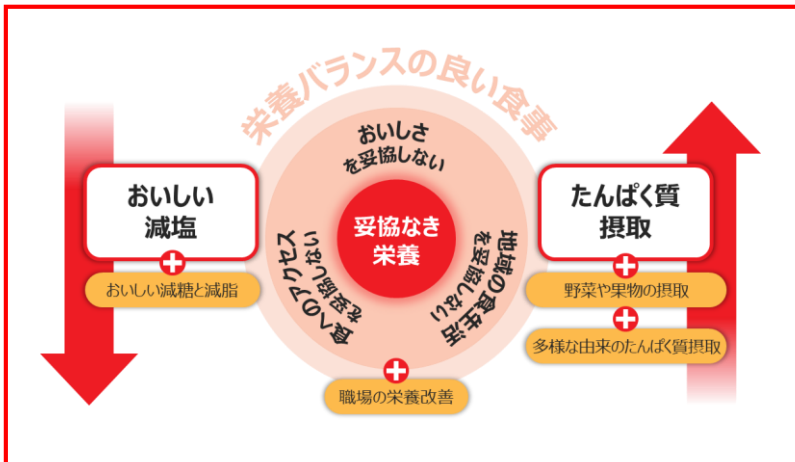 栄養バランスの良い食事
おいしさ
を妥協しない
おいしい
減塩
おいしい減糖と減脂
妥協なき
栄養
食へのアクセス
を妥協しない
地域の食生活
を妥協しない
たんぱく質
摂取
野菜や果物の摂取
多様な由来のたんぱく質摂取
職場の栄養改善